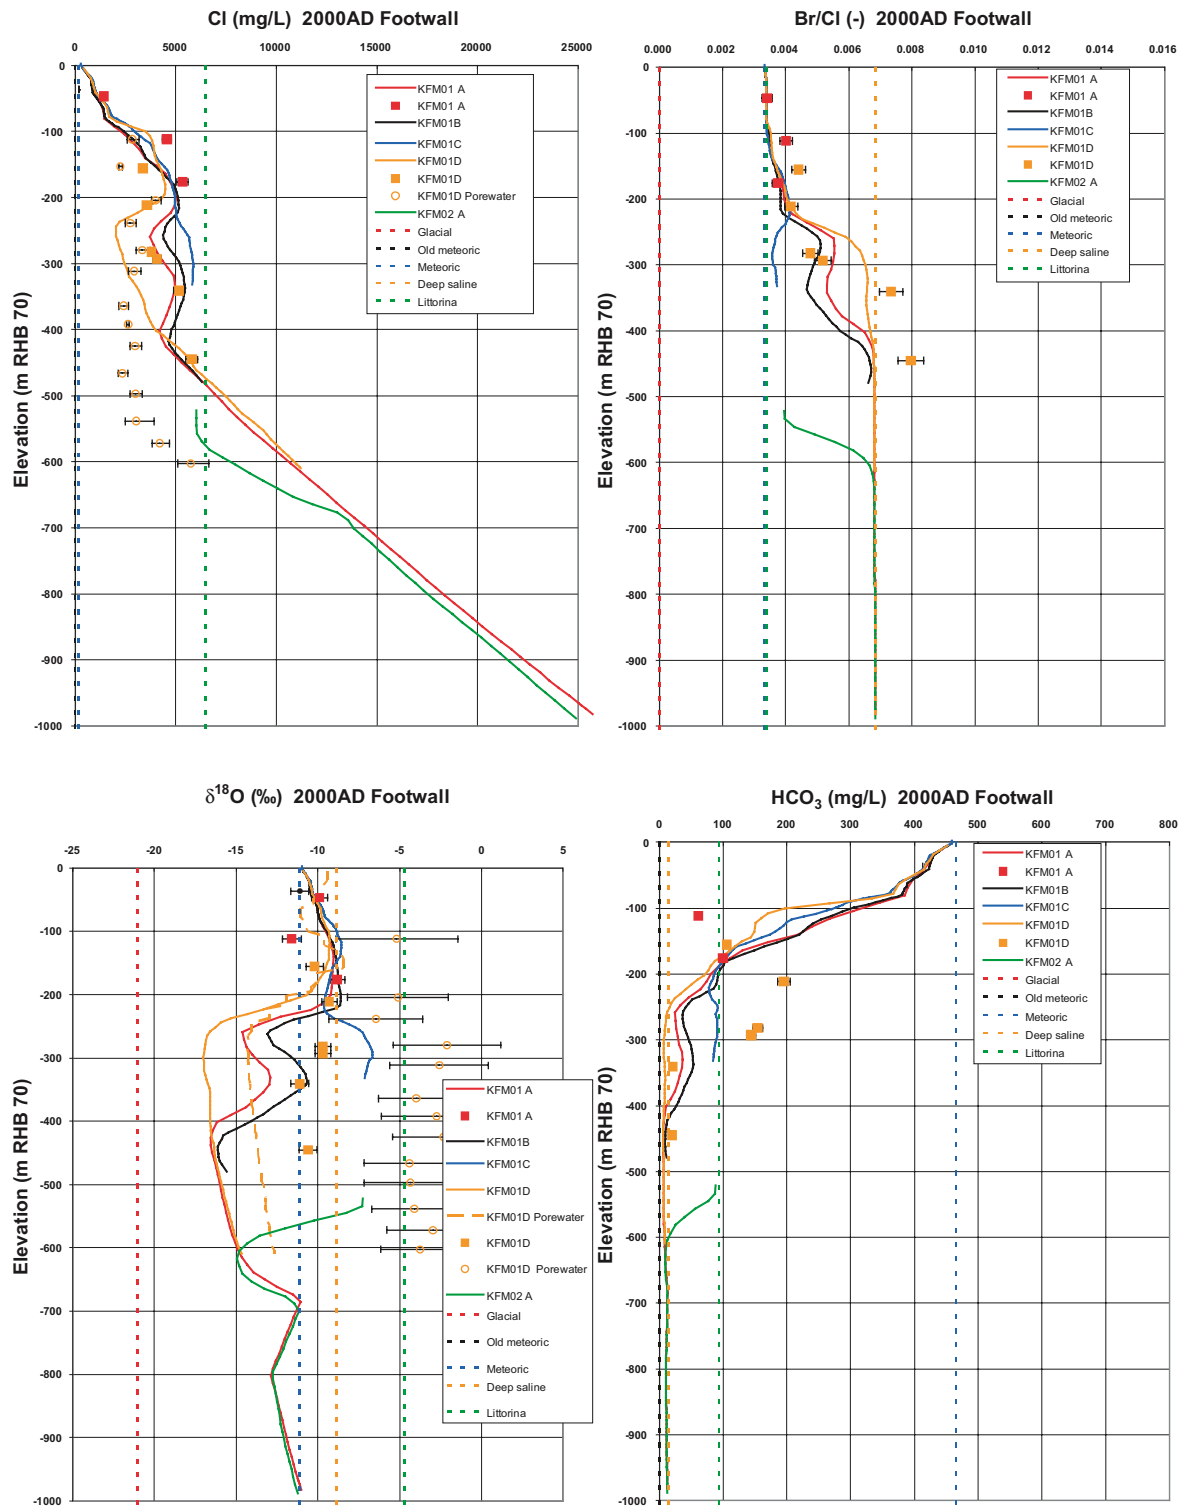 Cl (mg/L) 2000AD Footwall
0 5000 10000 15000 20000 25000
0
-100
-200
-300
-400
-500
-600
-700
-800
-900
-1000
Elevation (m RHB 70)
KFM01 A
KFM01 A
KFM01B
KFM01C
KFM01D
KFM01D
KFM01D Porewater
KFM02 A
Glacial
Old meteoric
Meteoric
Deep saline
Littorina
Br/Cl (-) 2000AD Footwall
0.000 0.002 0.004 0.006 0.008 0.010 0.012 0.014 0.016
0
-100
-200
-300
-400
-500
-600
-700
-800
-900
-1000
Elevation (m RHB 70)
KFM01 A
KFM01 A
KFM01B
KFM01C
KFM01D
KFM01D
KFM02 A
Glacial
Old meteoric
Meteoric
Deep saline
Littorina
δ¹⁸O (‰) 2000AD Footwall
-25 -20 -15 -10 -5 0 5
0
-100
-200
-300
-400
-500
-600
-700
-800
-900
-1000
Elevation (m RHB 70)
KFM01 A
KFM01 A
KFM01B
KFM01C
KFM01D
KFM01D Porewater
KFM01D
KFM01D Porewater
KFM02 A
Glacial
Old meteoric
Meteoric
Deep saline
Littorina
HCO₃ (mg/L) 2000AD Footwall
0 100 200 300 400 500 600 700 800
0
-100
-200
-300
-400
-500
-600
-700
-800
-900
-1000
Elevation (m RHB 70)
KFM01 A
KFM01 A
KFM01B
KFM01C
KFM01D
KFM01D
KFM02 A
Glacial
Old meteoric
Meteoric
Deep saline
Littorina